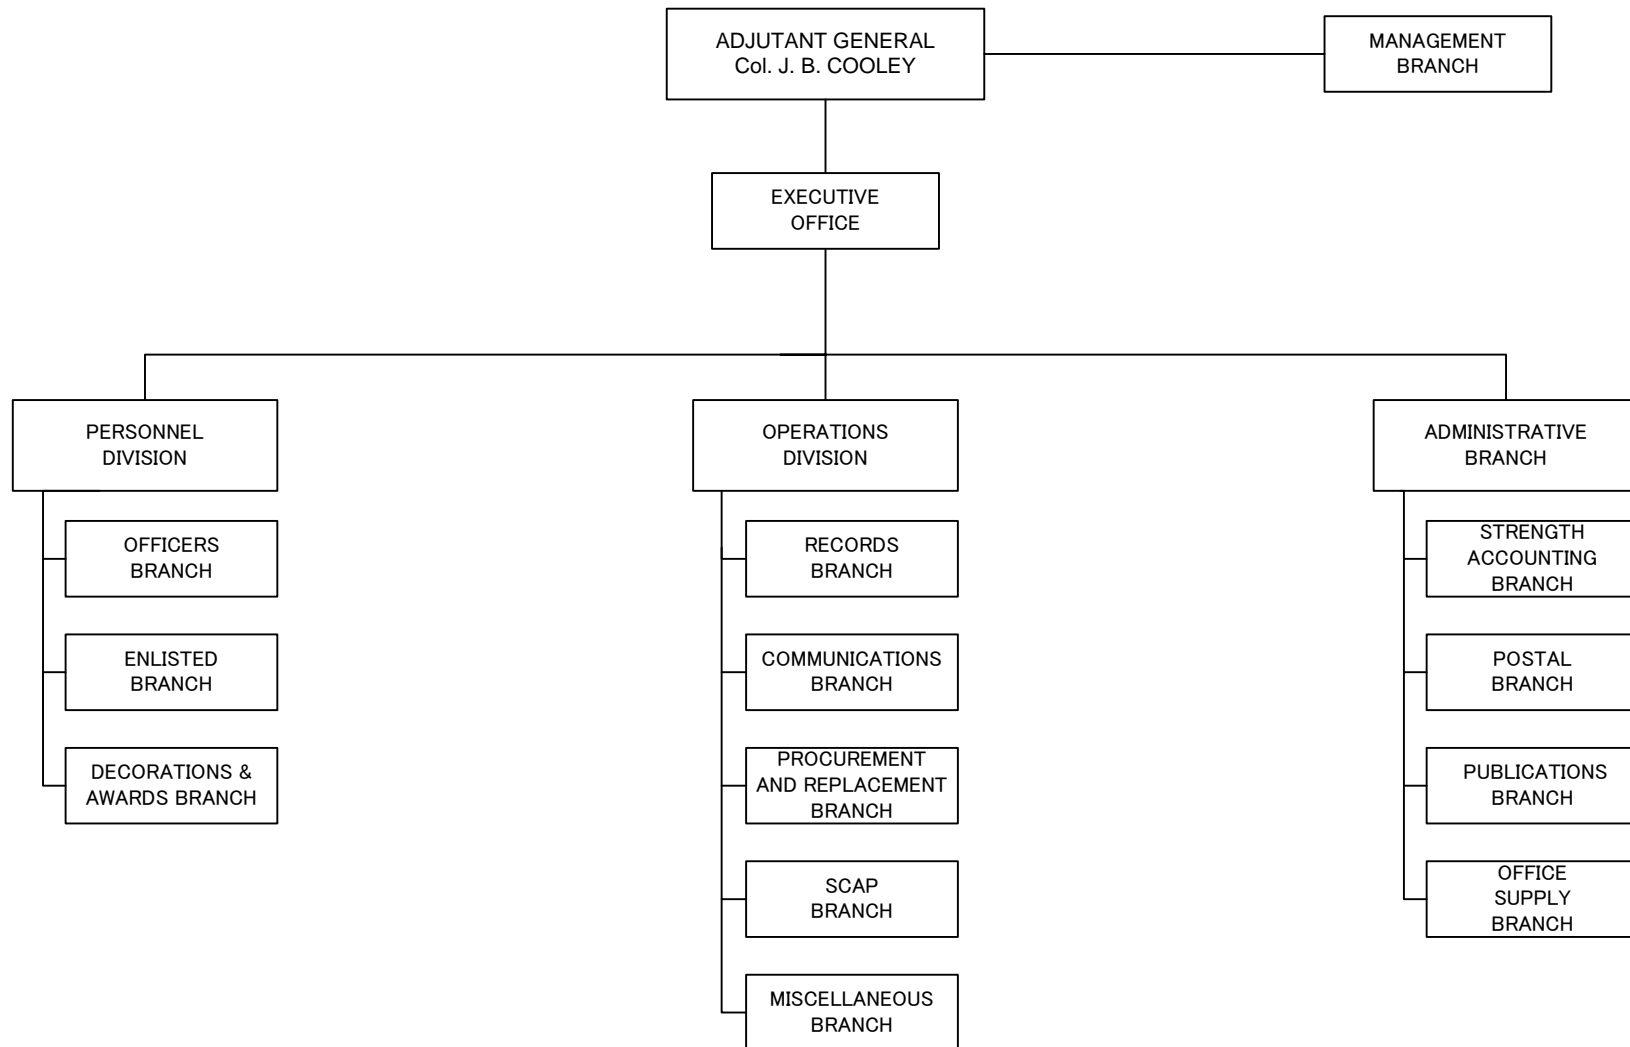 ADJUTANT GENERAL
Col. J. B. COOLEY
MANAGEMENT
BRANCH
EXECUTIVE
OFFICE
PERSONNEL
DIVISION
OFFICERS
BRANCH
ENLISTED
BRANCH
DECORATIONS &
AWARDS BRANCH
OPERATIONS
DIVISION
RECORDS
BRANCH
COMMUNICATIONS
BRANCH
PROCUREMENT
AND REPLACEMENT
BRANCH
SCAP
BRANCH
MISCELLANEOUS
BRANCH
ADMINISTRATIVE
BRANCH
STRENGTH
ACCOUNTING
BRANCH
POSTAL
BRANCH
PUBLICATIONS
BRANCH
OFFICE
SUPPLY
BRANCH